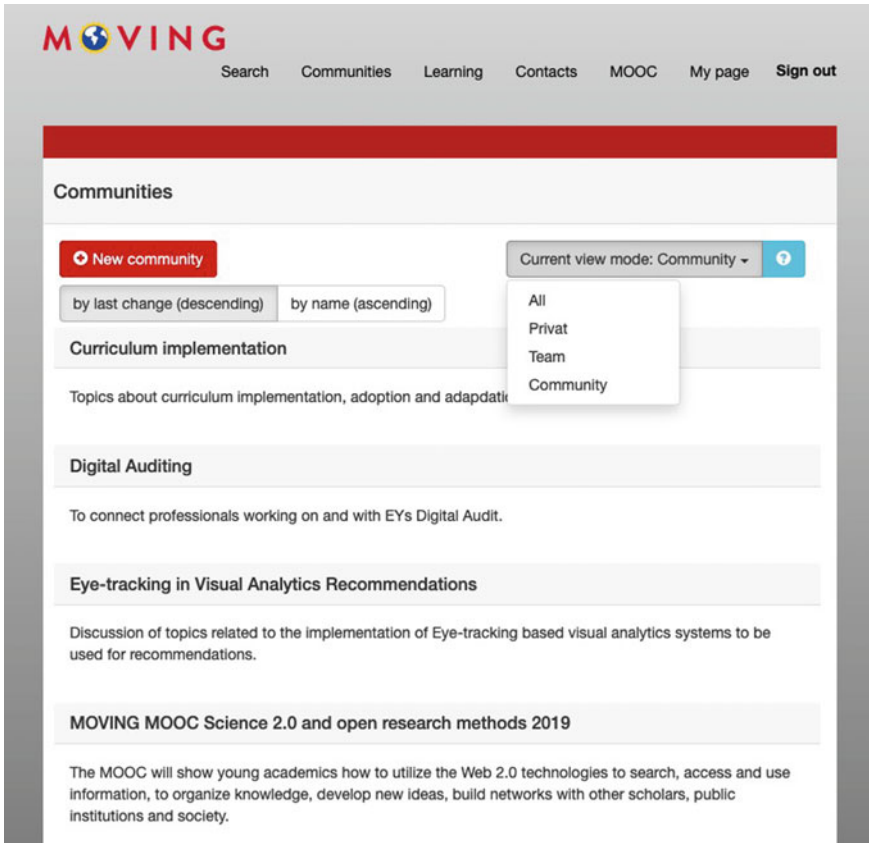 MOVING
Search Communities Learning Contacts MOOC My page Sign out
Communities
New community
Current view mode: Community
?
by last change (descending) by name (ascending)
All
Privat
Team
Community
Curriculum implementation
Topics about curriculum implementation, adoption and adapdati
Digital Auditing
To connect professionals working on and with EYs Digital Audit.
Eye-tracking in Visual Analytics Recommendations
Discussion of topics related to the implementation of Eye-tracking based visual analytics systems to be
used for recommendations.
MOVING MOOC Science 2.0 and open research methods 2019
The MOOC will show young academics how to utilize the Web 2.0 technologies to search, access and use
information, to organize knowledge, develop new ideas, build networks with other scholars, public
institutions and society.